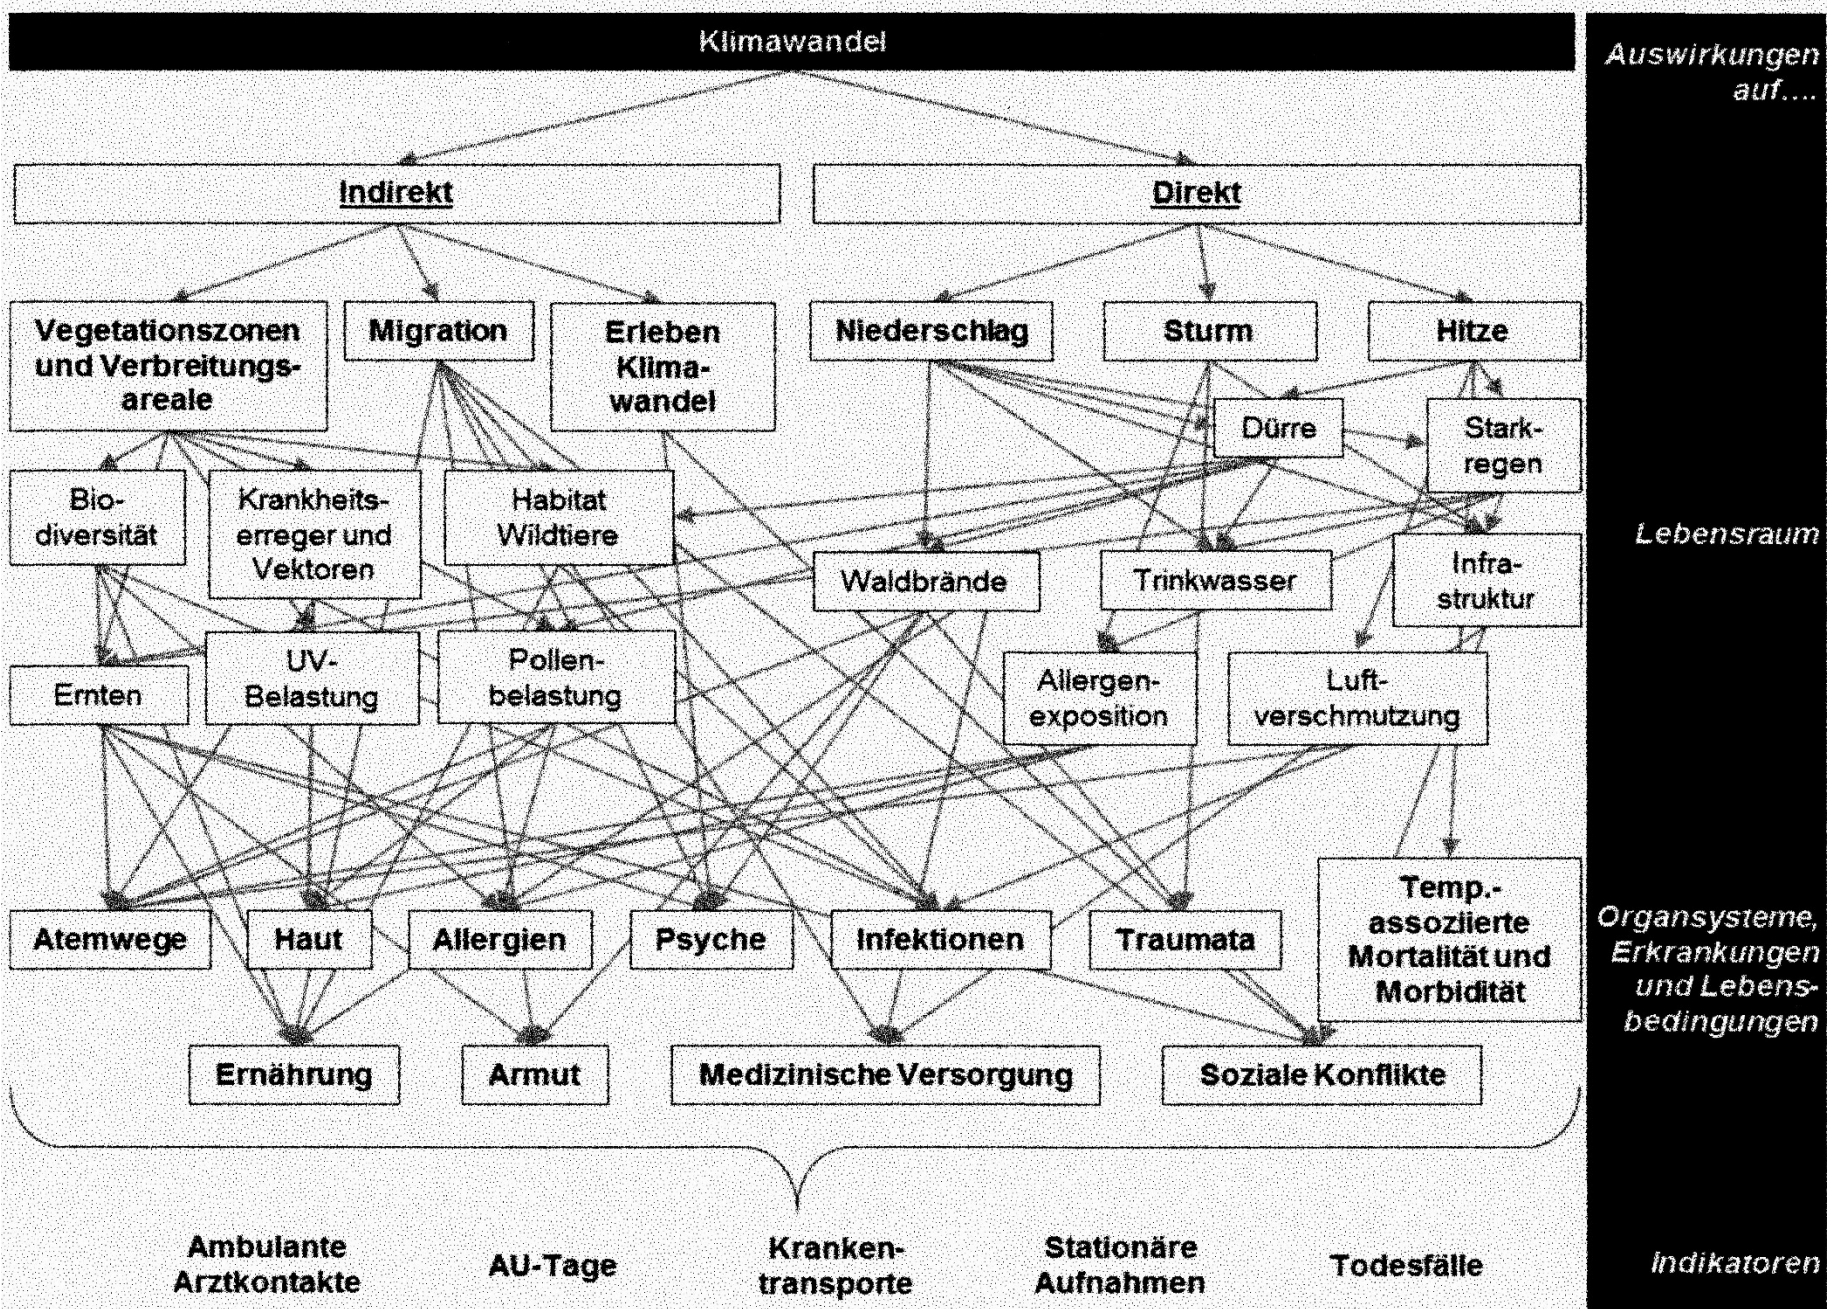 Klimawandel
Auswirkungen
auf....
Indirekt
Direkt
Vegetationszonen
und Verbreitungs-
areale
Migration
Erleben
Klima-
wandel
Niederschlag
Sturm
Hitze
Dürre
Stark-
regen
Bio-
diversität
Krankheits-
erreger und
Vektoren
Habitat
Wildtiere
Lebensraum
Waldbrände
Trinkwasser
Infra-
struktur
Ernten
UV-
Belastung
Pollen-
belastung
Allergen-
exposition
Luft-
verschmutzung
Atemwege
Haut
Allergien
Psyche
Infektionen
Traumata
Temp.-
assoziierte
Mortalität und
Morbidität
Organsysteme,
Erkrankungen
und Lebens-
bedingungen
Ernährung
Armut
Medizinische Versorgung
Soziale Konflikte
Ambulante
Arztkontakte
AU-Tage
Kranken-
transporte
Stationäre
Aufnahmen
Todesfälle
Indikatoren